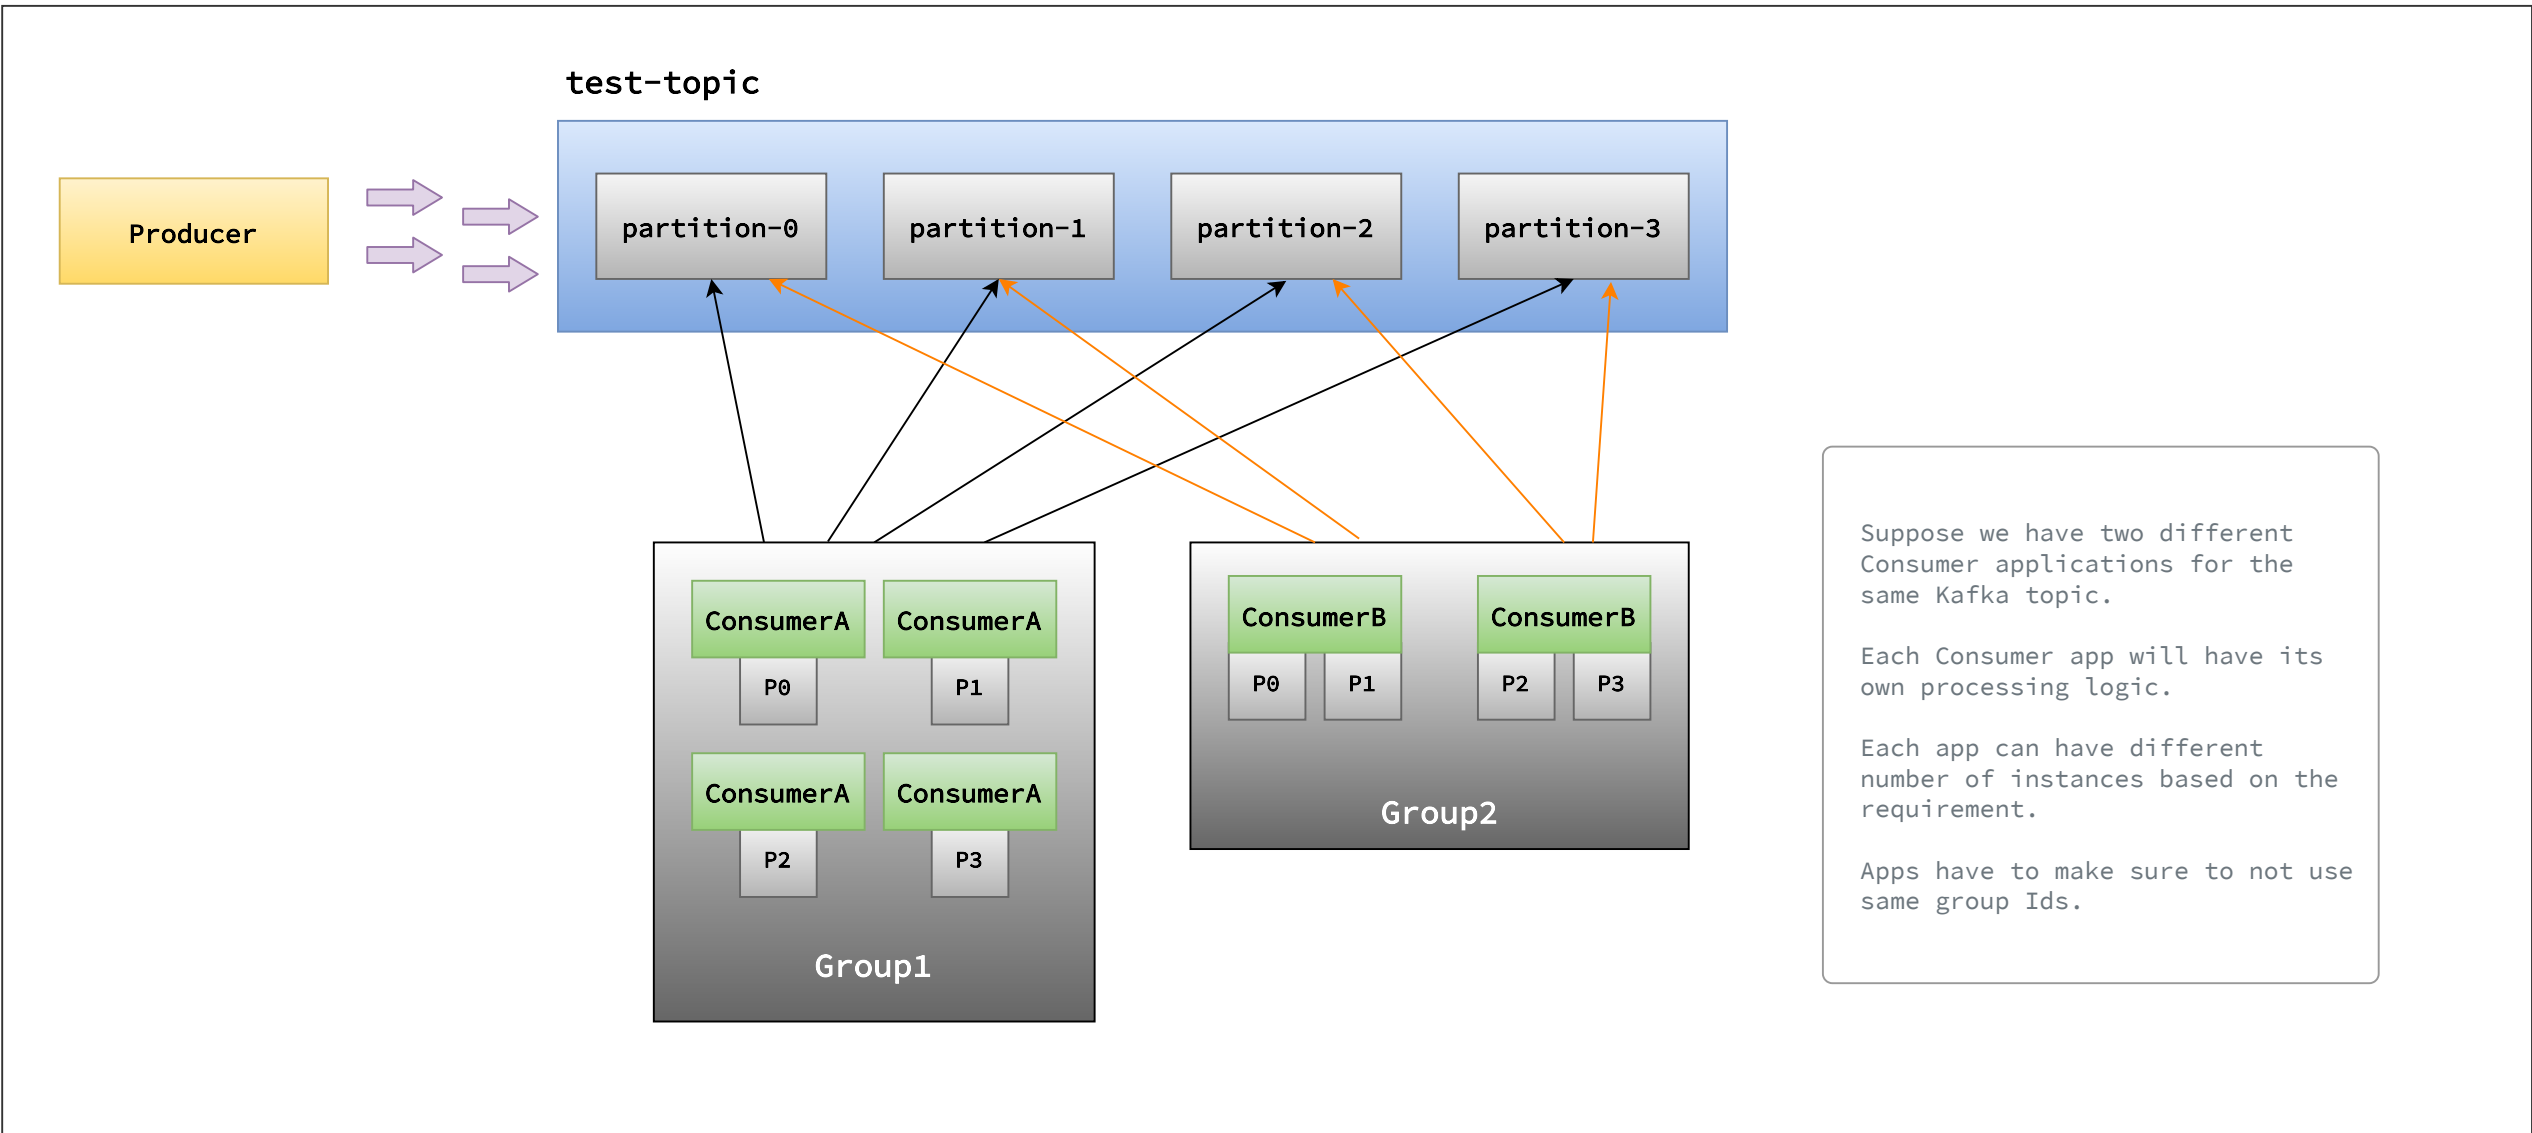 test-topic
Producer
partition-0
partition-1
partition-2
partition-3
ConsumerA
ConsumerA
P0
P1
ConsumerA
ConsumerA
P2
P3
Group1
ConsumerB
ConsumerB
P0
P1
P2
P3
Group2
Suppose we have two different
Consumer applications for the
same Kafka topic.
Each Consumer app will have its
own processing logic.
Each app can have different
number of instances based on the
requirement.
Apps have to make sure to not use
same group Ids.